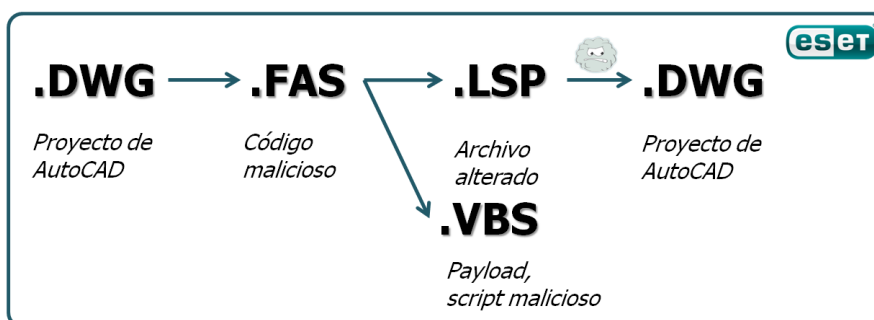 eset
.DWG
.FAS
.LSP
.DWG
Proyecto de
AutoCAD
Código
malicioso
Archivo
alterado
Proyecto de
AutoCAD
.VBS
Payload,
script malicioso